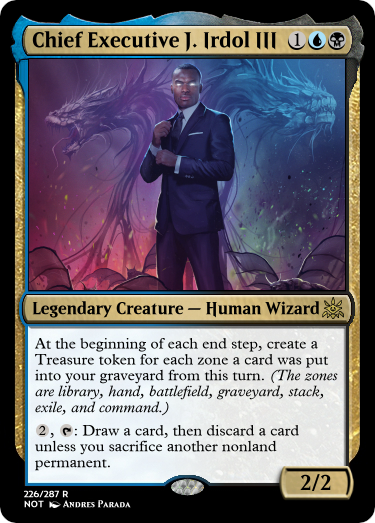 Chief Executive J. Irdol III 1
Legendary Creature — Human Wizard
At the beginning of each end step, create a
Treasure token for each zone a card was put
into your graveyard from this turn. (The zones
are library, hand, battlefield, graveyard, stack,
exile, and command.)
2, : Draw a card, then discard a card
unless you sacrifice another nonland
permanent.
2/2
226/287 R
NOT Andres Parada